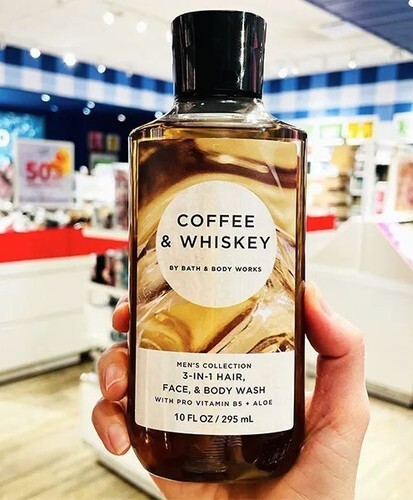 COFFEE
& WHISKEY
BY BATH & BODY WORKS
MEN'S COLLECTION
3-IN-1 HAIR,
FACE, & BODY WASH
WITH PRO VITAMIN B5 + ALOE
10 FL OZ / 295 mL
50%